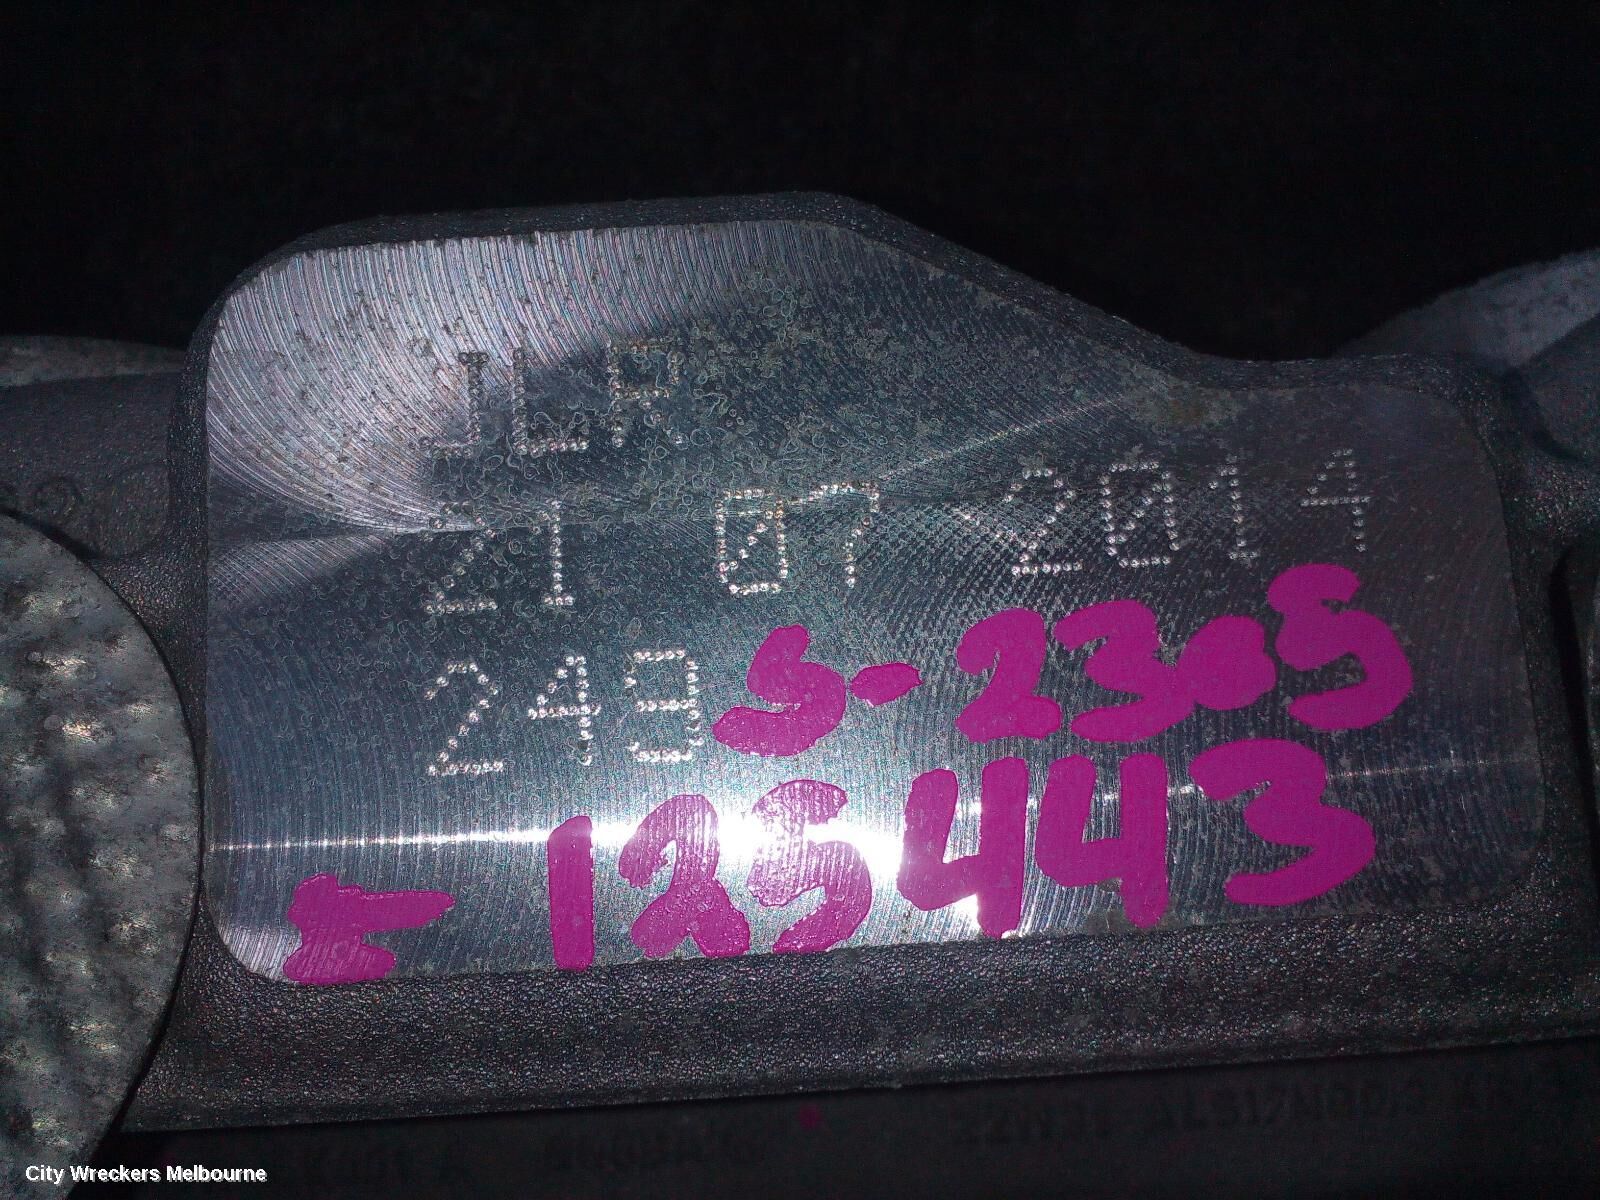 JLR
21 07 2014
249
S-2305
I-125443
City Wreckers Melbourne